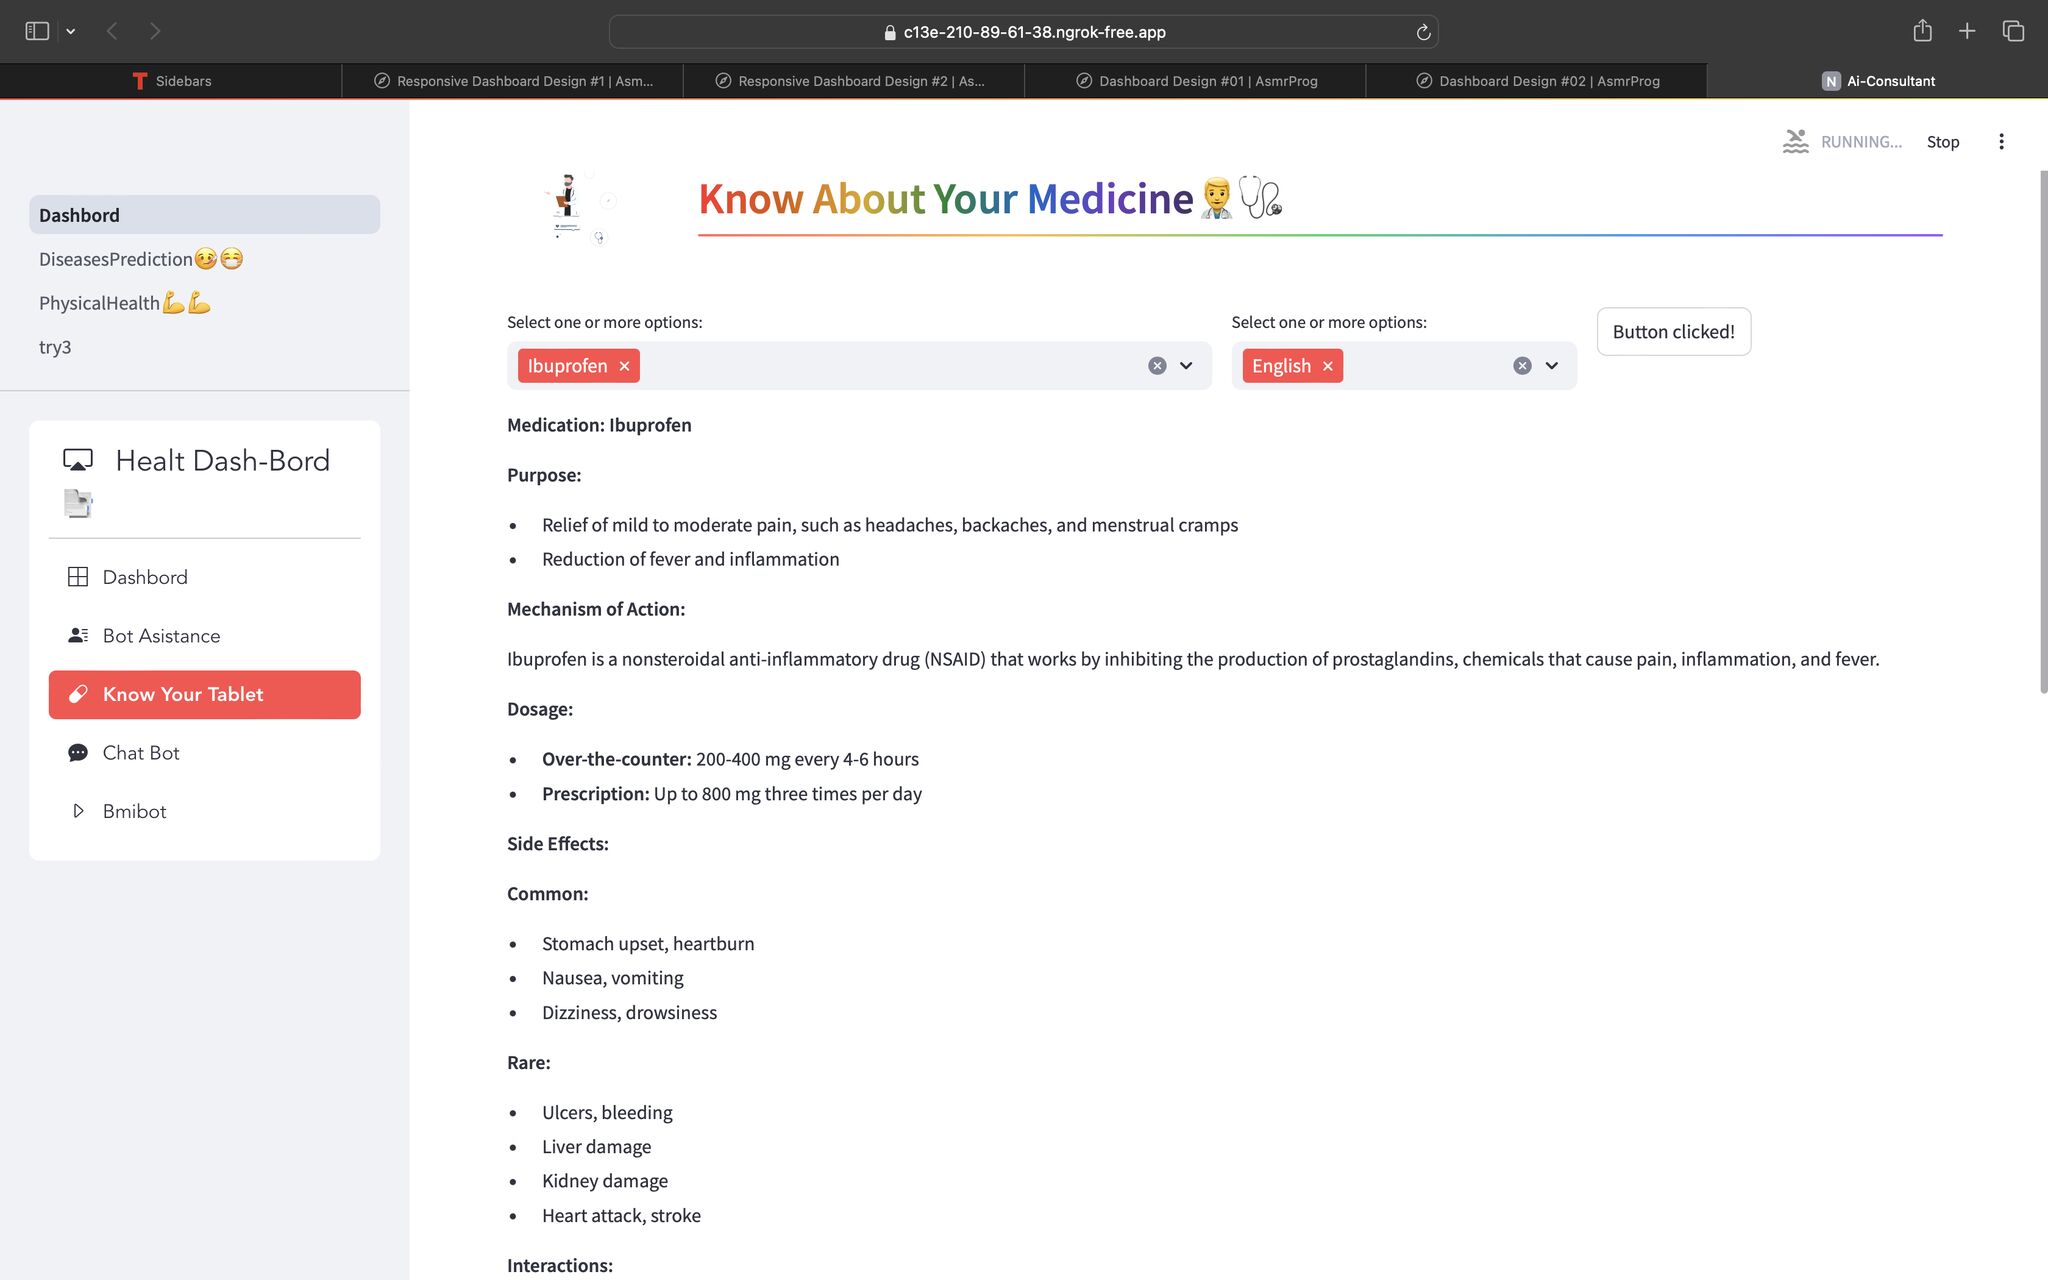 c13e-210-89-61-38.ngrok-free.app
Sidebars
Responsive Dashboard Design #1 | Asm...
Responsive Dashboard Design #2 | As...
Dashboard Design #01 | AsmrProg
Dashboard Design #02 | AsmrProg
N Ai-Consultant
RUNNING...
Stop
Dashbord
DiseasesPrediction🤒😷
PhysicalHealth💪💪
try3
Healt Dash-Bord
Dashbord
Bot Asistance
Know Your Tablet
Chat Bot
Bmibot
Know About Your Medicine👨‍⚕️🩺
Select one or more options:
Ibuprofen
Select one or more options:
English
Button clicked!
Medication: Ibuprofen
Purpose:
• Relief of mild to moderate pain, such as headaches, backaches, and menstrual cramps
• Reduction of fever and inflammation
Mechanism of Action:
Ibuprofen is a nonsteroidal anti-inflammatory drug (NSAID) that works by inhibiting the production of prostaglandins, chemicals that cause pain, inflammation, and fever.
Dosage:
• Over-the-counter: 200-400 mg every 4-6 hours
• Prescription: Up to 800 mg three times per day
Side Effects:
Common:
• Stomach upset, heartburn
• Nausea, vomiting
• Dizziness, drowsiness
Rare:
• Ulcers, bleeding
• Liver damage
• Kidney damage
• Heart attack, stroke
Interactions: